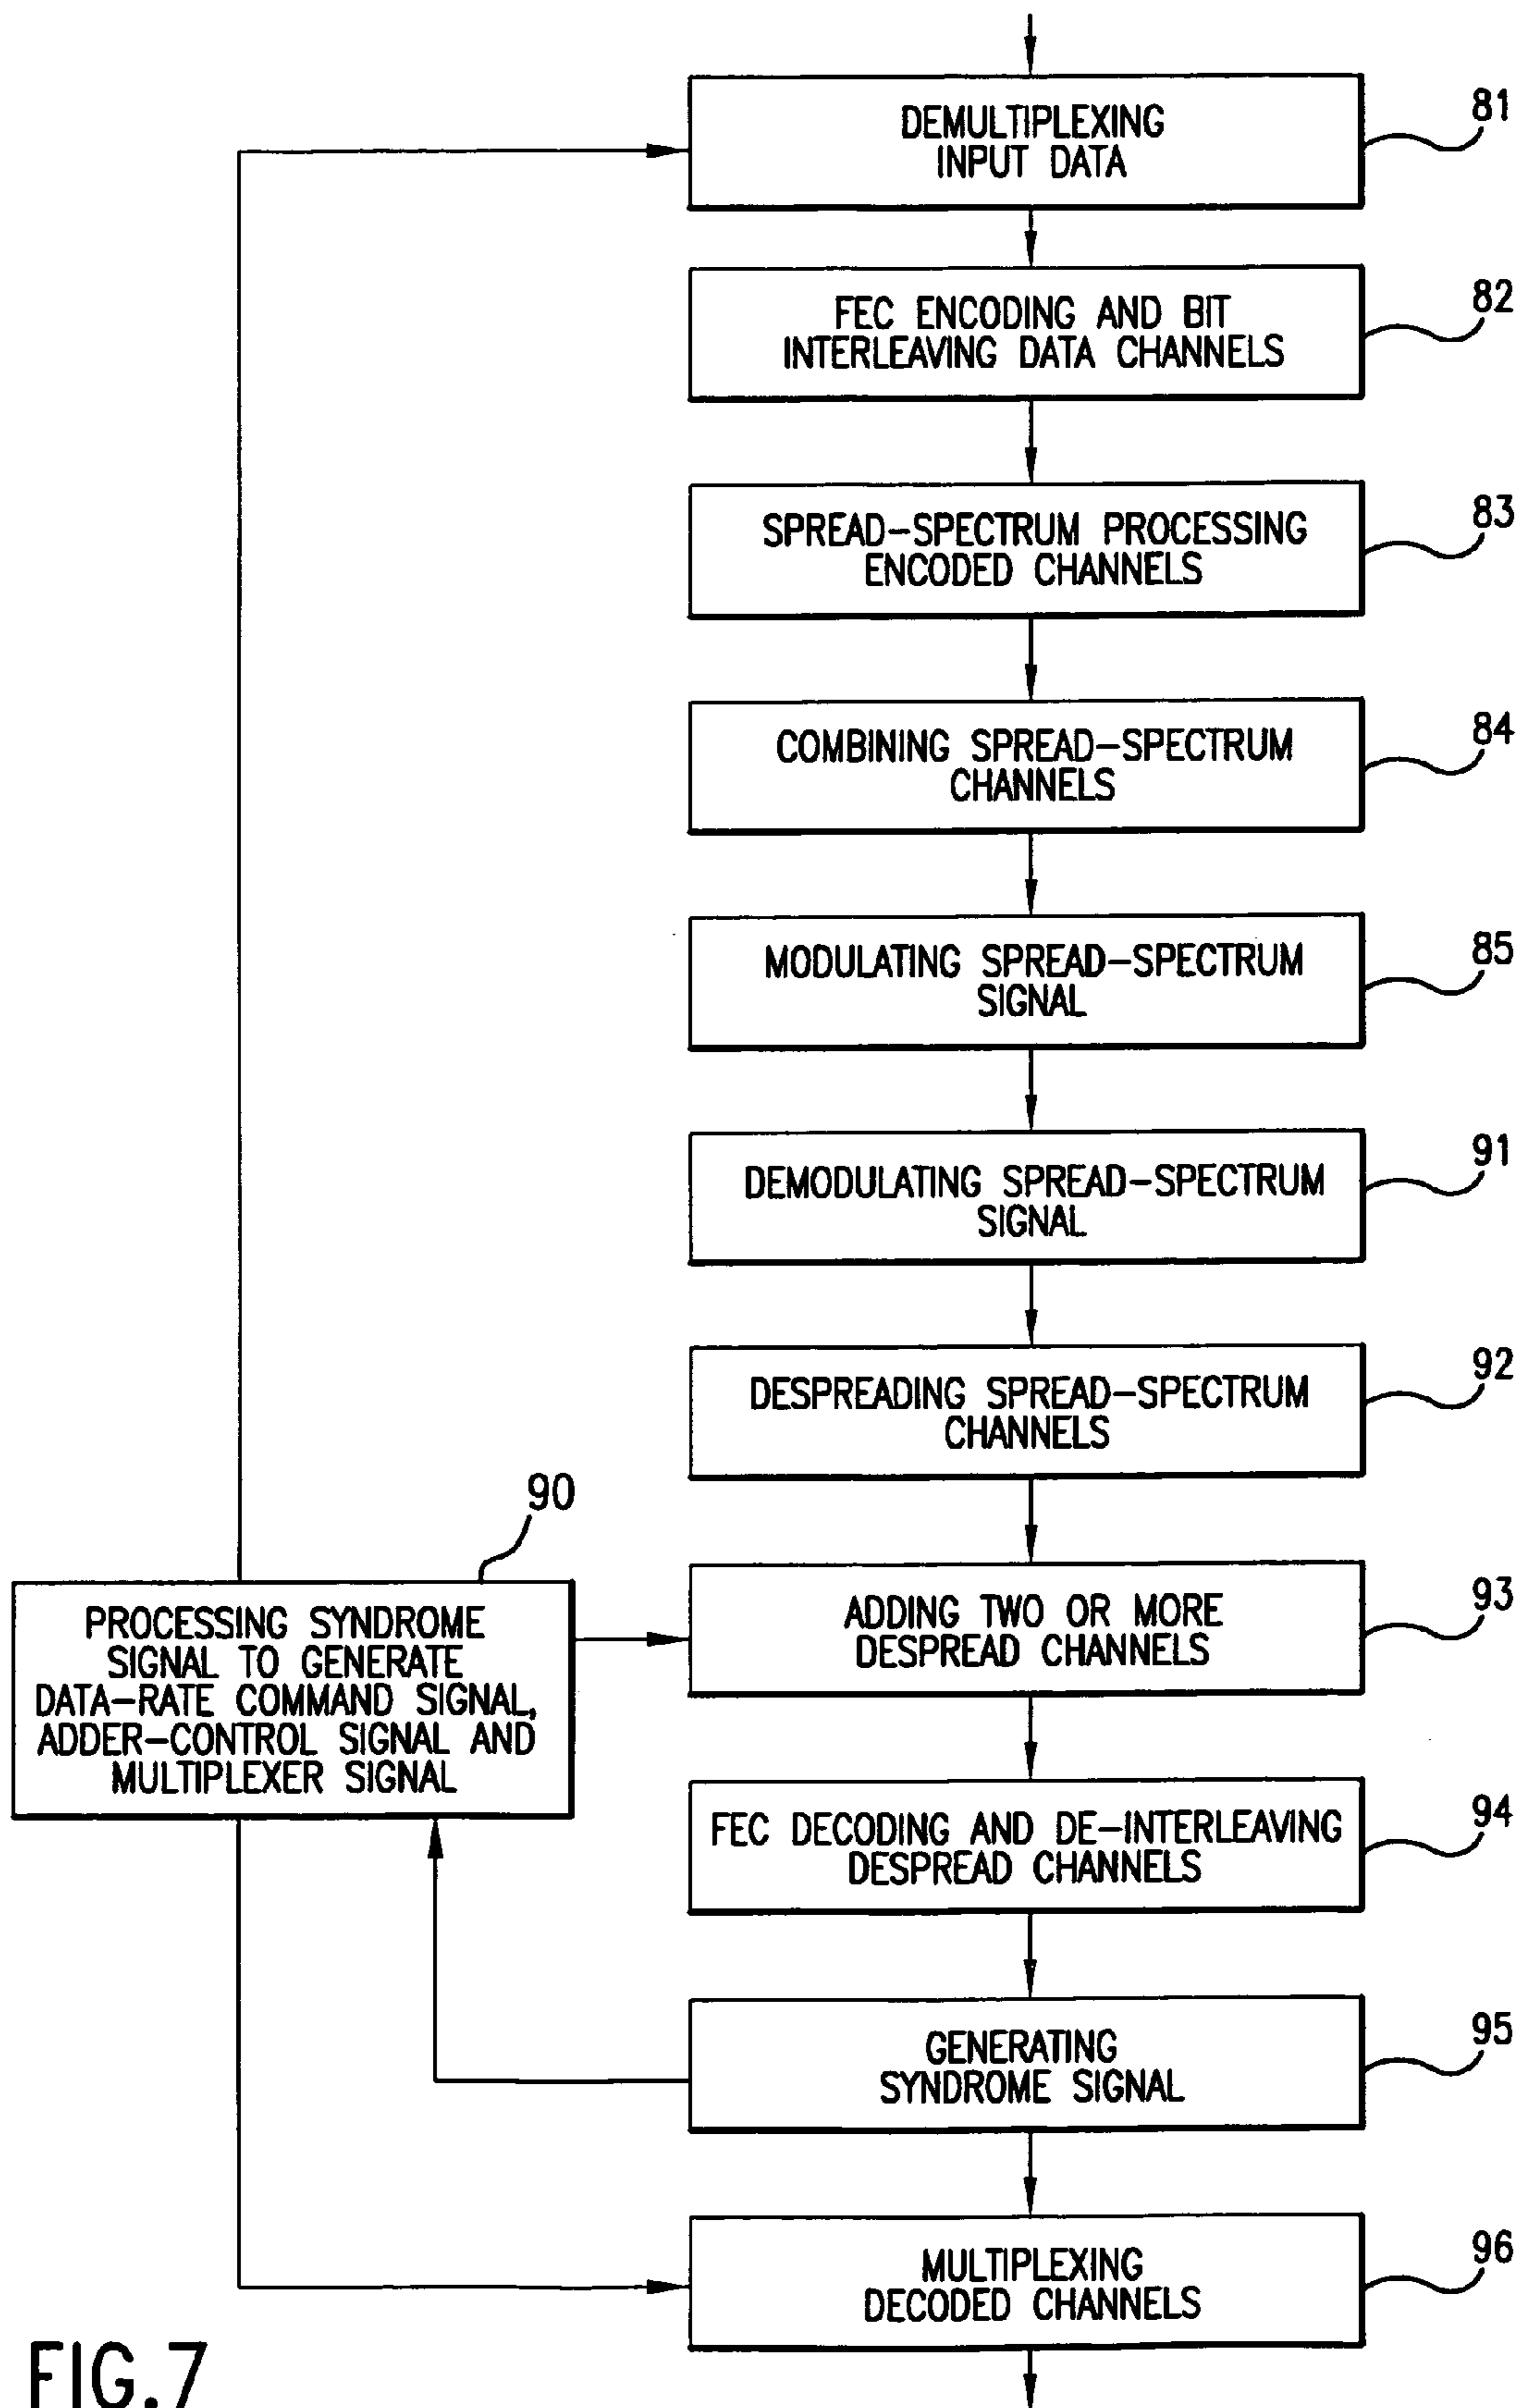 DEMULTIPLEXING
INPUT DATA
81
FEC ENCODING AND BIT
INTERLEAVING DATA CHANNELS
82
SPREAD-SPECTRUM PROCESSING
ENCODED CHANNELS
83
COMBINING SPREAD-SPECTRUM
CHANNELS
84
MODULATING SPREAD-SPECTRUM
SIGNAL
85
DEMODULATING SPREAD-SPECTRUM
SIGNAL
91
DESPREADING SPREAD-SPECTRUM
CHANNELS
92
90
PROCESSING SYNDROME
SIGNAL TO GENERATE
DATA-RATE COMMAND SIGNAL,
ADDER-CONTROL SIGNAL AND
MULTIPLEXER SIGNAL
ADDING TWO OR MORE
DESPREAD CHANNELS
93
FEC DECODING AND DE-INTERLEAVING
DESPREAD CHANNELS
94
GENERATING
SYNDROME SIGNAL
95
MULTIPLEXING
DECODED CHANNELS
96
FIG.7